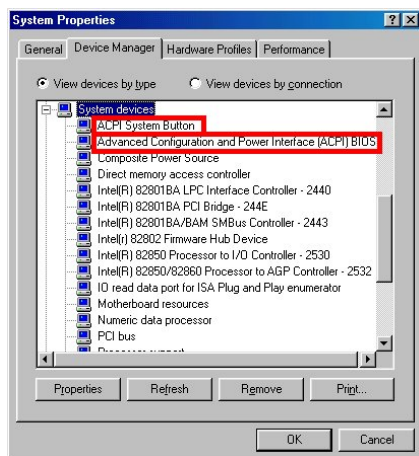 System Properties
General Device Manager Hardware Profiles Performance
View devices by type View devices by connection
System devices
ACPI System Button
Advanced Configuration and Power Interface (ACPI) BIOS
Composite Power Source
Direct memory access controller
Intel(R) 82801BA LPC Interface Controller - 2440
Intel(R) 82801BA PCI Bridge - 244E
Intel(R) 82801BA/BAM SMBus Controller - 2443
Intel(r) 82802 Firmware Hub Device
Intel(R) 82850 Processor to I/O Controller - 2530
Intel(R) 82850/82860 Processor to AGP Controller - 2532
IO read data port for ISA Plug and Play enumerator
Motherboard resources
Numeric data processor
PCI bus
Processor support
Properties Refresh Remove Print...
OK Cancel